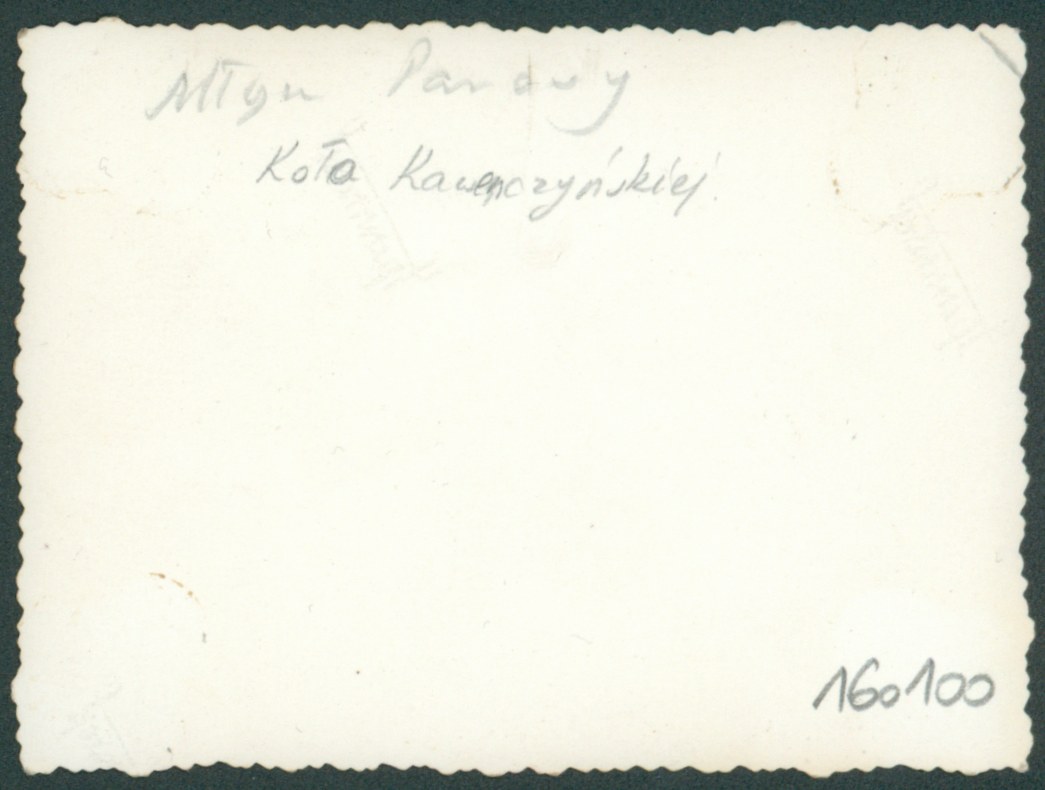 Młyn Parowy
Koła Kawenczyńskiej.
160100